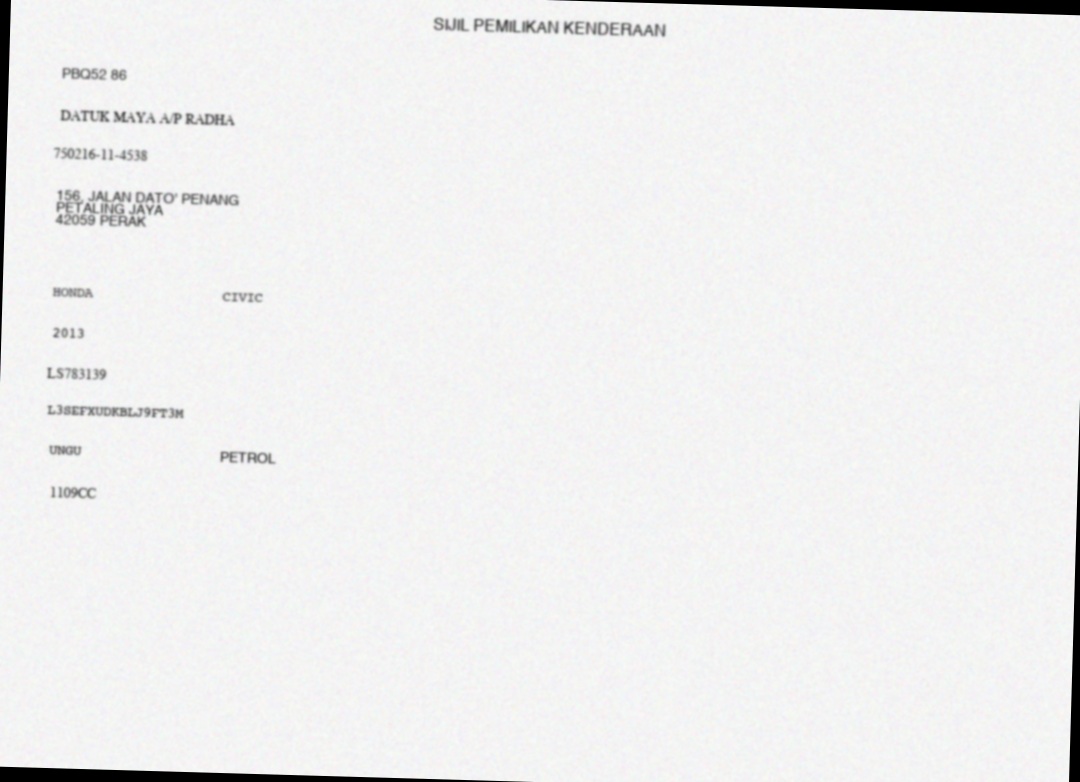 SIJIL PEMILIKAN KENDERAAN
PBQ52 86
DATUK MAYA A/P RADHA
750216-11-4538
156, JALAN DATO' PENANG
PETALING JAYA
42059 PERAK
HONDA CIVIC
2013
LS783139
L3SEFXUDKBLJ9FT3M
UNGU PETROL
1109CC